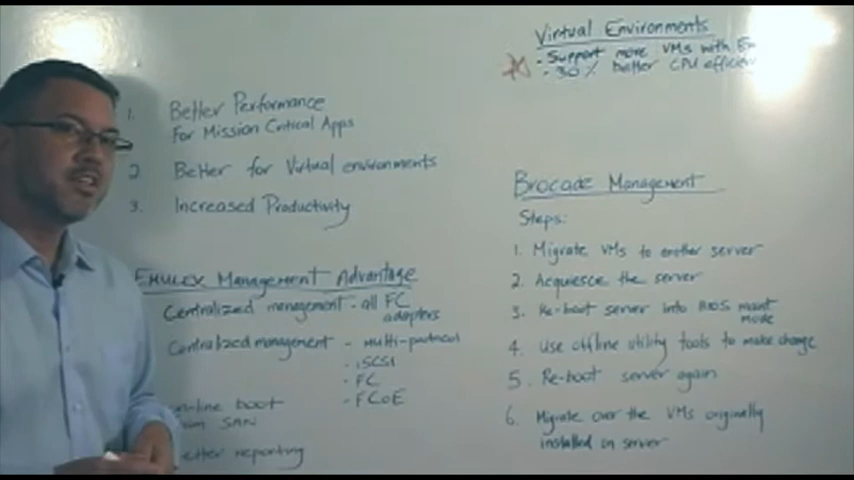 Virtual Environments
- Support more VMs with
- 30% better CPU
1. Better Performance
For Mission Critical Apps
2. Better for Virtual environments
3. Increased Productivity
EMULEX Management Advantage
Centralized management - all FC
adapters
Centralized management - multi-protocol
- iSCSI
- FC
- FCoE
boot
SAN
reporting
Brocade Management
Steps:
1. Migrate VMs to another server
2. Acquiesce the server
3. Re-boot server into BIOS maint
mode
4. Use offline utility tools to make change
5. Re-boot server again
6. Migrate over the VMs originally
installed on server